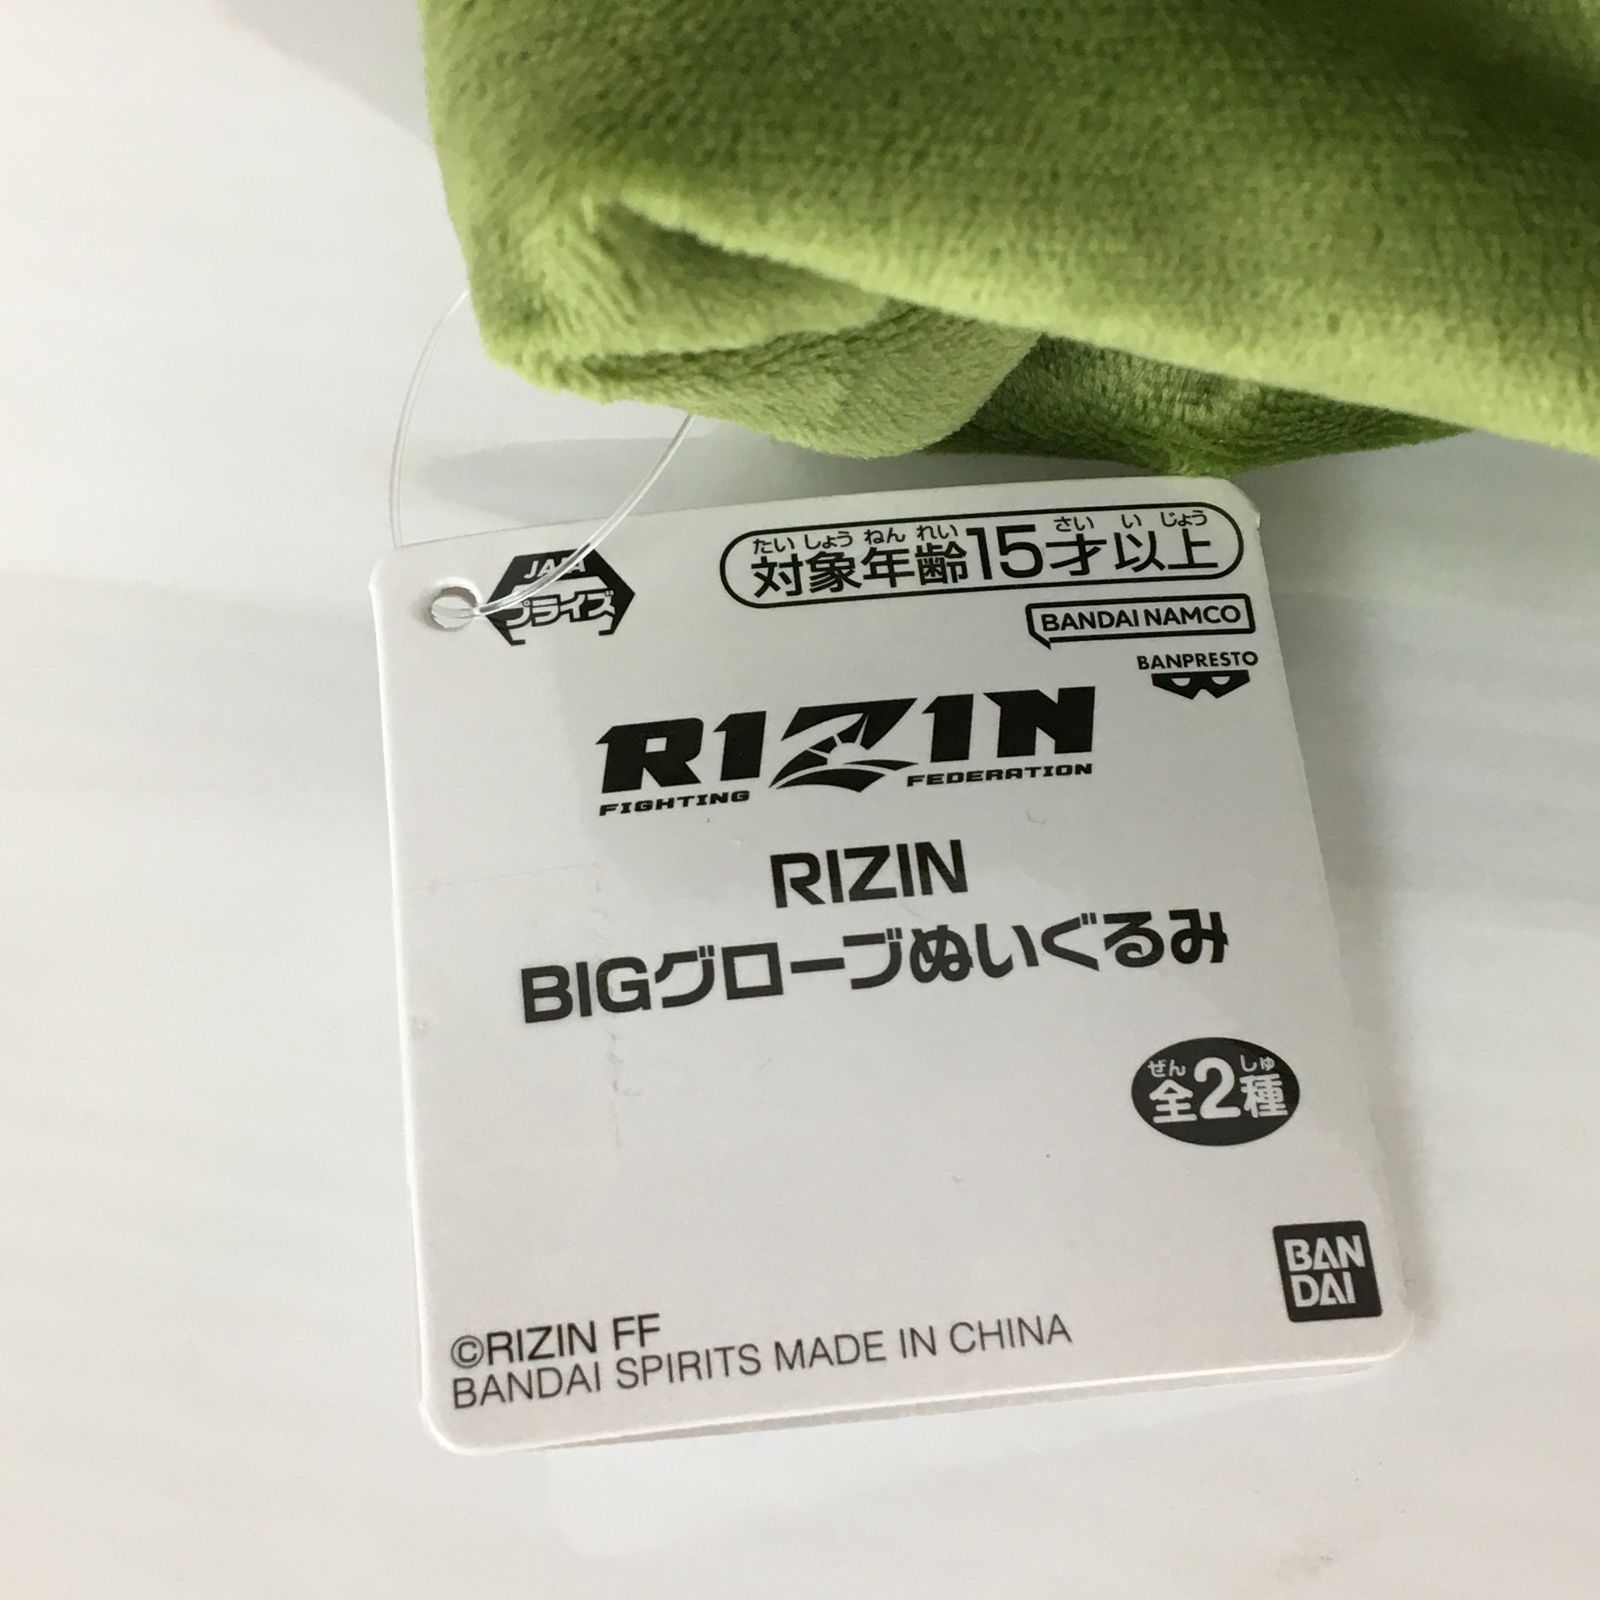 JAIA
プライズ
たいしょうねんれい さいいじょう
対象年齢15才以上
BANDAI NAMCO
BANPRESTO
RIZIN
FIGHTING FEDERATION
RIZIN
BIGグローブぬいぐるみ
ぜん しゅ
全2種
BAN
DAI
©RIZIN FF
BANDAI SPIRITS MADE IN CHINA